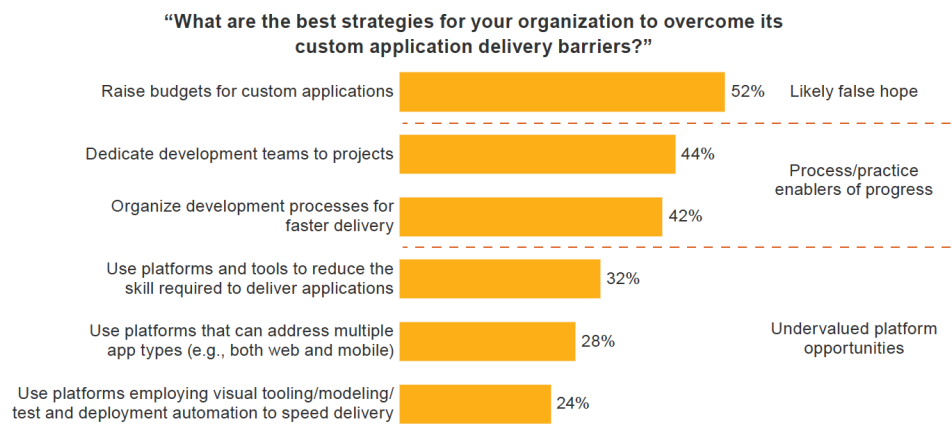 “What are the best strategies for your organization to overcome its
custom application delivery barriers?”
Raise budgets for custom applications
52%
Likely false hope
Dedicate development teams to projects
44%
Process/practice
enablers of progress
Organize development processes for
faster delivery
42%
Use platforms and tools to reduce the
skill required to deliver applications
32%
Use platforms that can address multiple
app types (e.g., both web and mobile)
28%
Undervalued platform
opportunities
Use platforms employing visual tooling/modeling/
test and deployment automation to speed delivery
24%